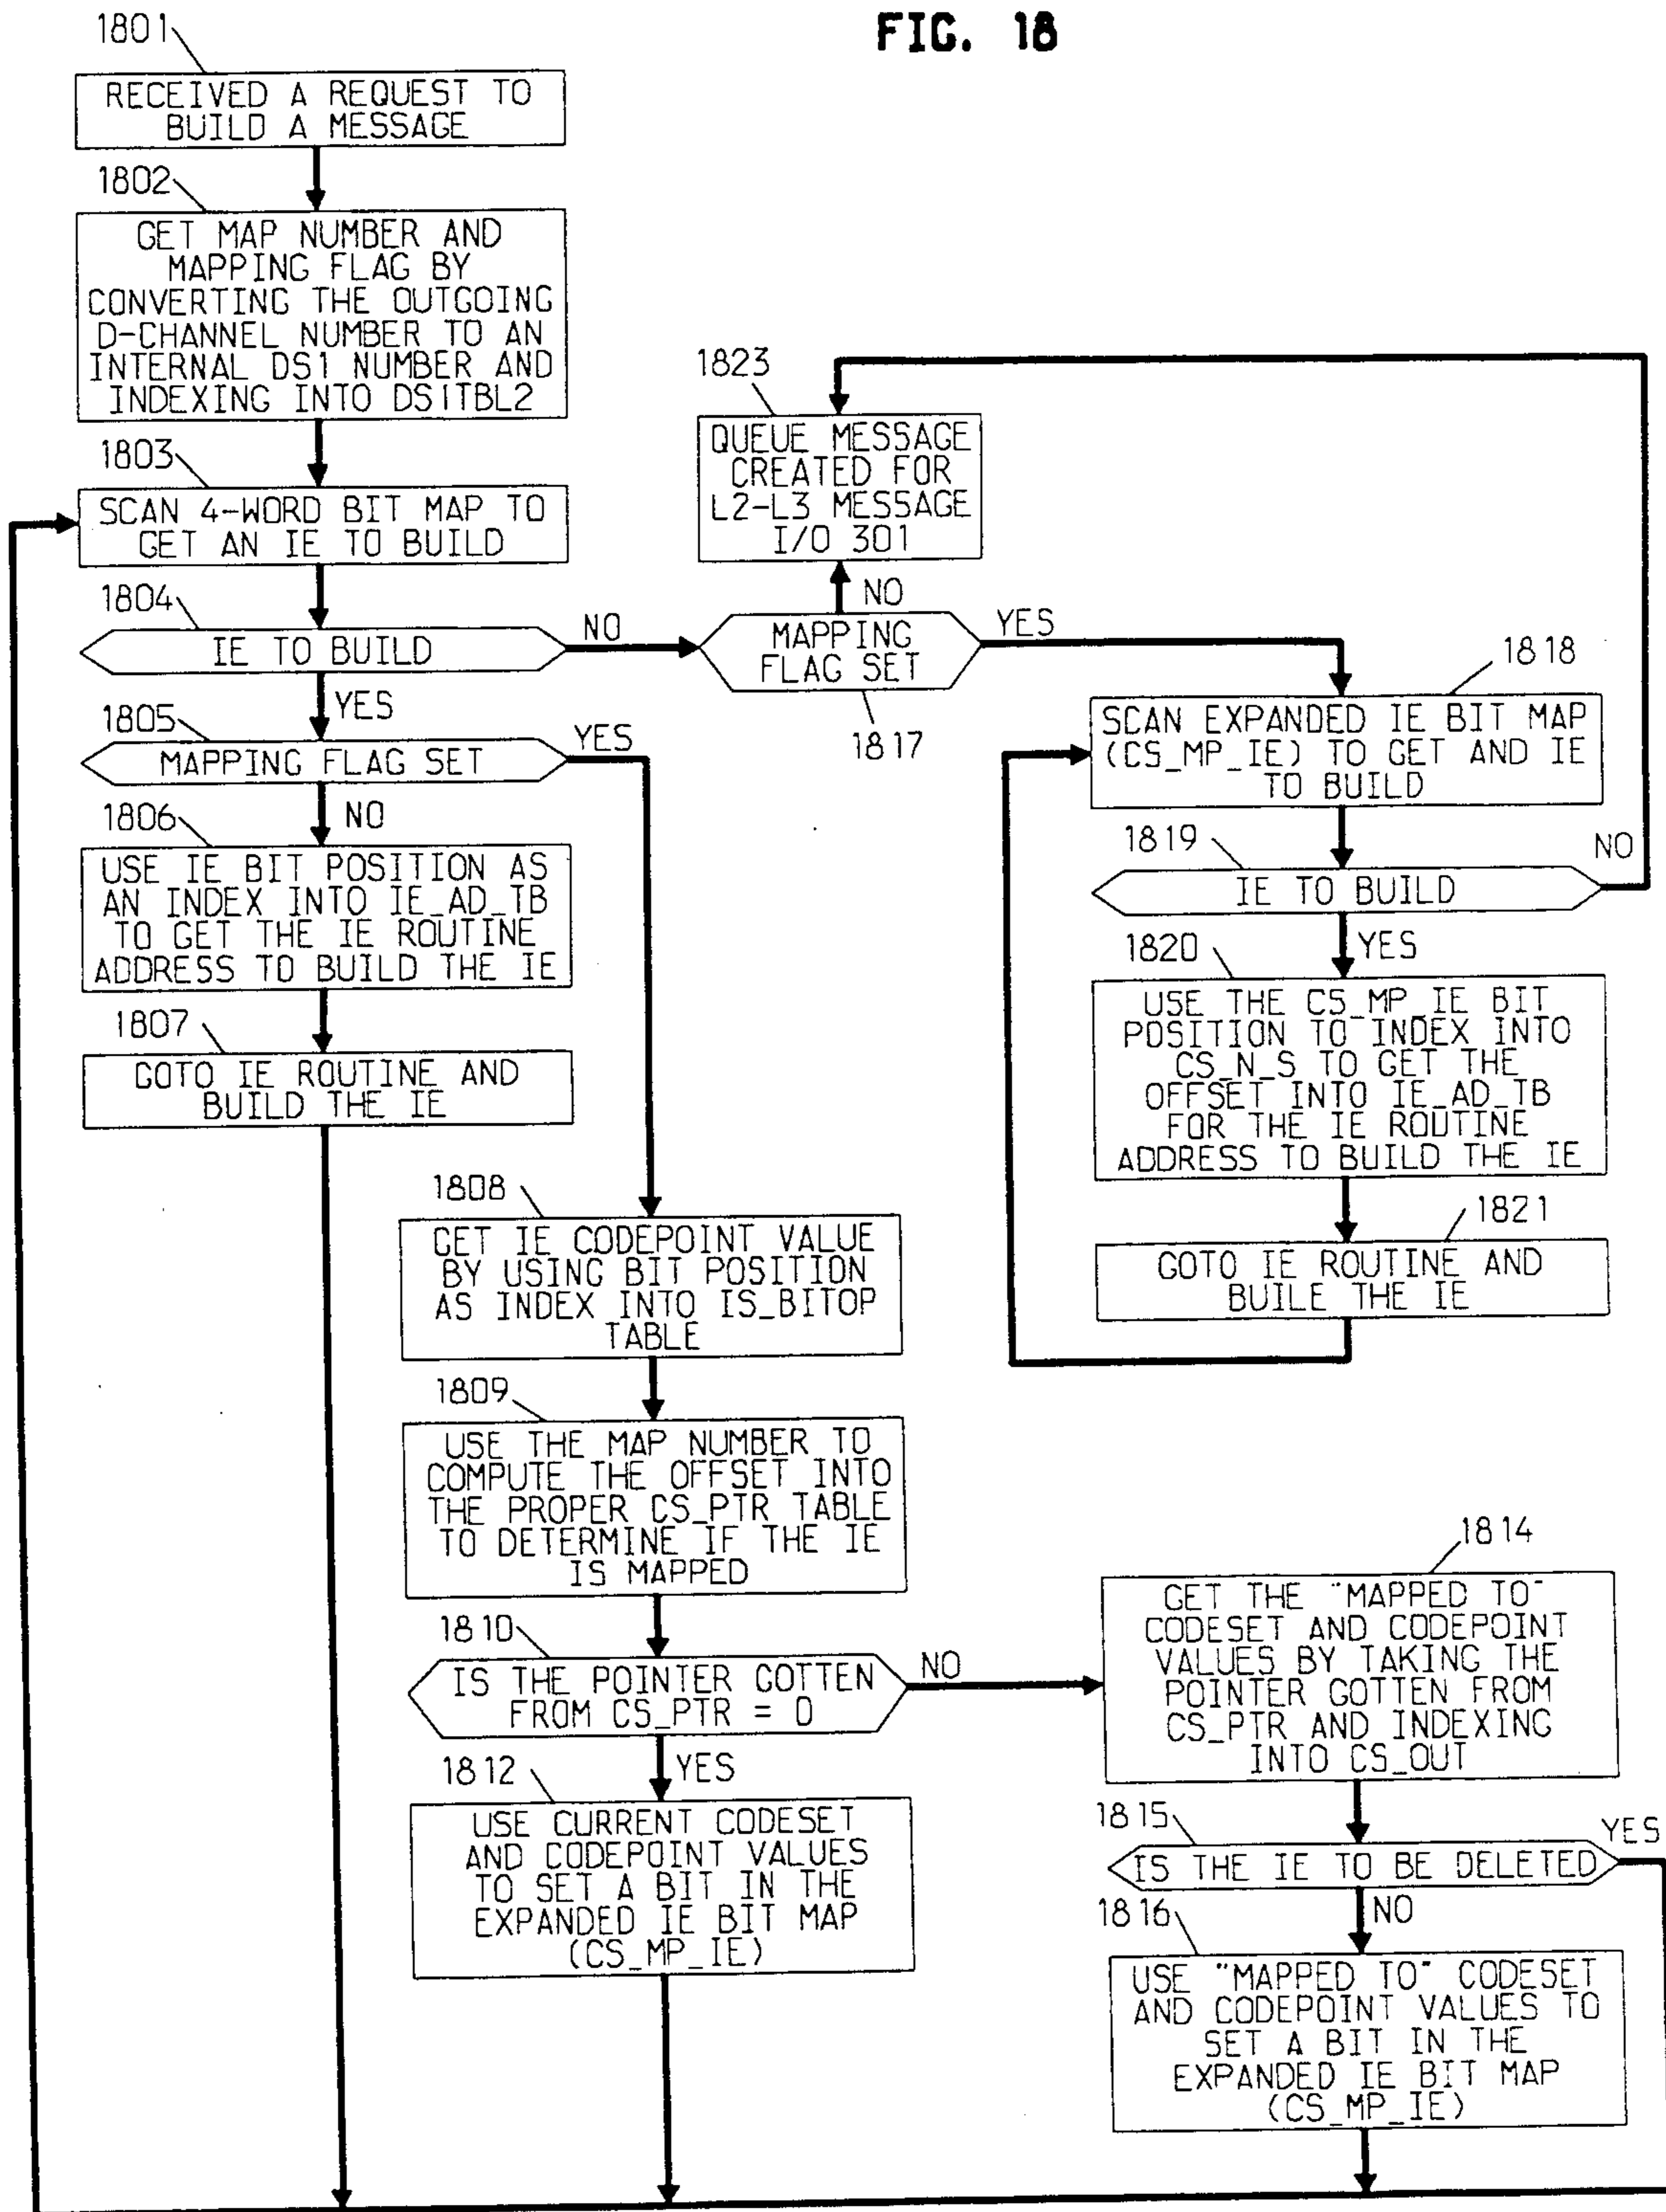 FIG. 18
1801
RECEIVED A REQUEST TO
BUILD A MESSAGE
1802
GET MAP NUMBER AND
MAPPING FLAG BY
CONVERTING THE OUTGOING
D-CHANNEL NUMBER TO AN
INTERNAL DS1 NUMBER AND
INDEXING INTO DS1TBL2
1803
SCAN 4-WORD BIT MAP TO
GET AN IE TO BUILD
1804
IE TO BUILD
NO
YES
1805
MAPPING FLAG SET
YES
NO
1806
USE IE BIT POSITION AS
AN INDEX INTO IE_AD_TB
TO GET THE IE ROUTINE
ADDRESS TO BUILD THE IE
1807
GOTO IE ROUTINE AND
BUILD THE IE
1823
QUEUE MESSAGE
CREATED FOR
L2-L3 MESSAGE
I/O 301
NO
MAPPING
FLAG SET
YES
1817
1818
SCAN EXPANDED IE BIT MAP
(CS_MP_IE) TO GET AND IE
TO BUILD
1819
IE TO BUILD
NO
YES
1820
USE THE CS_MP_IE BIT
POSITION TO INDEX INTO
CS_N_S TO GET THE
OFFSET INTO IE_AD_TB
FOR THE IE ROUTINE
ADDRESS TO BUILD THE IE
1821
GOTO IE ROUTINE AND
BUILE THE IE
1808
GET IE CODEPOINT VALUE
BY USING BIT POSITION
AS INDEX INTO IS_BITOP
TABLE
1809
USE THE MAP NUMBER TO
COMPUTE THE OFFSET INTO
THE PROPER CS_PTR TABLE
TO DETERMINE IF THE IE
IS MAPPED
1810
IS THE POINTER GOTTEN
FROM CS_PTR = 0
NO
YES
1812
USE CURRENT CODESET
AND CODEPOINT VALUES
TO SET A BIT IN THE
EXPANDED IE BIT MAP
(CS_MP_IE)
1814
GET THE "MAPPED TO"
CODESET AND CODEPOINT
VALUES BY TAKING THE
POINTER GOTTEN FROM
CS_PTR AND INDEXING
INTO CS_OUT
1815
IS THE IE TO BE DELETED
YES
NO
1816
USE "MAPPED TO" CODESET
AND CODEPOINT VALUES TO
SET A BIT IN THE
EXPANDED IE BIT MAP
(CS_MP_IE)